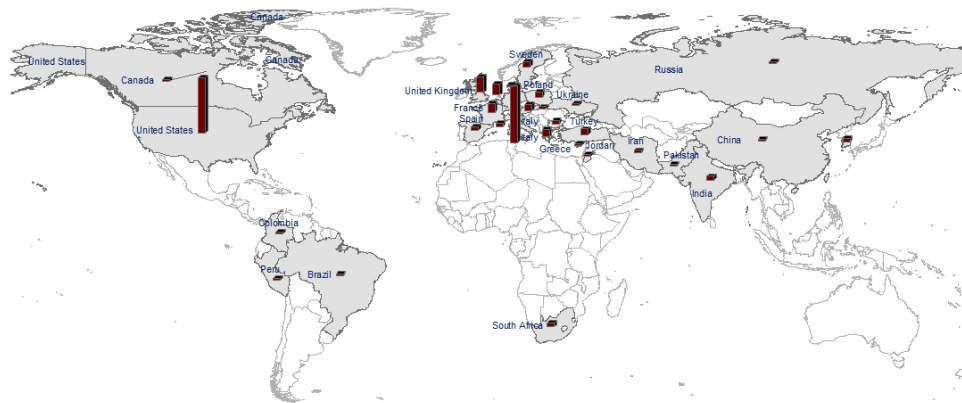 Canada
Canada
United States
Canada
United States
Sweden
Russia
United Kingdom
Poland
Ukraine
France
Spain
Italy
Italy
Turkey
Greece
Jordan
Iran
Pakistan
China
India
Colombia
Peru
Brazil
South Africa